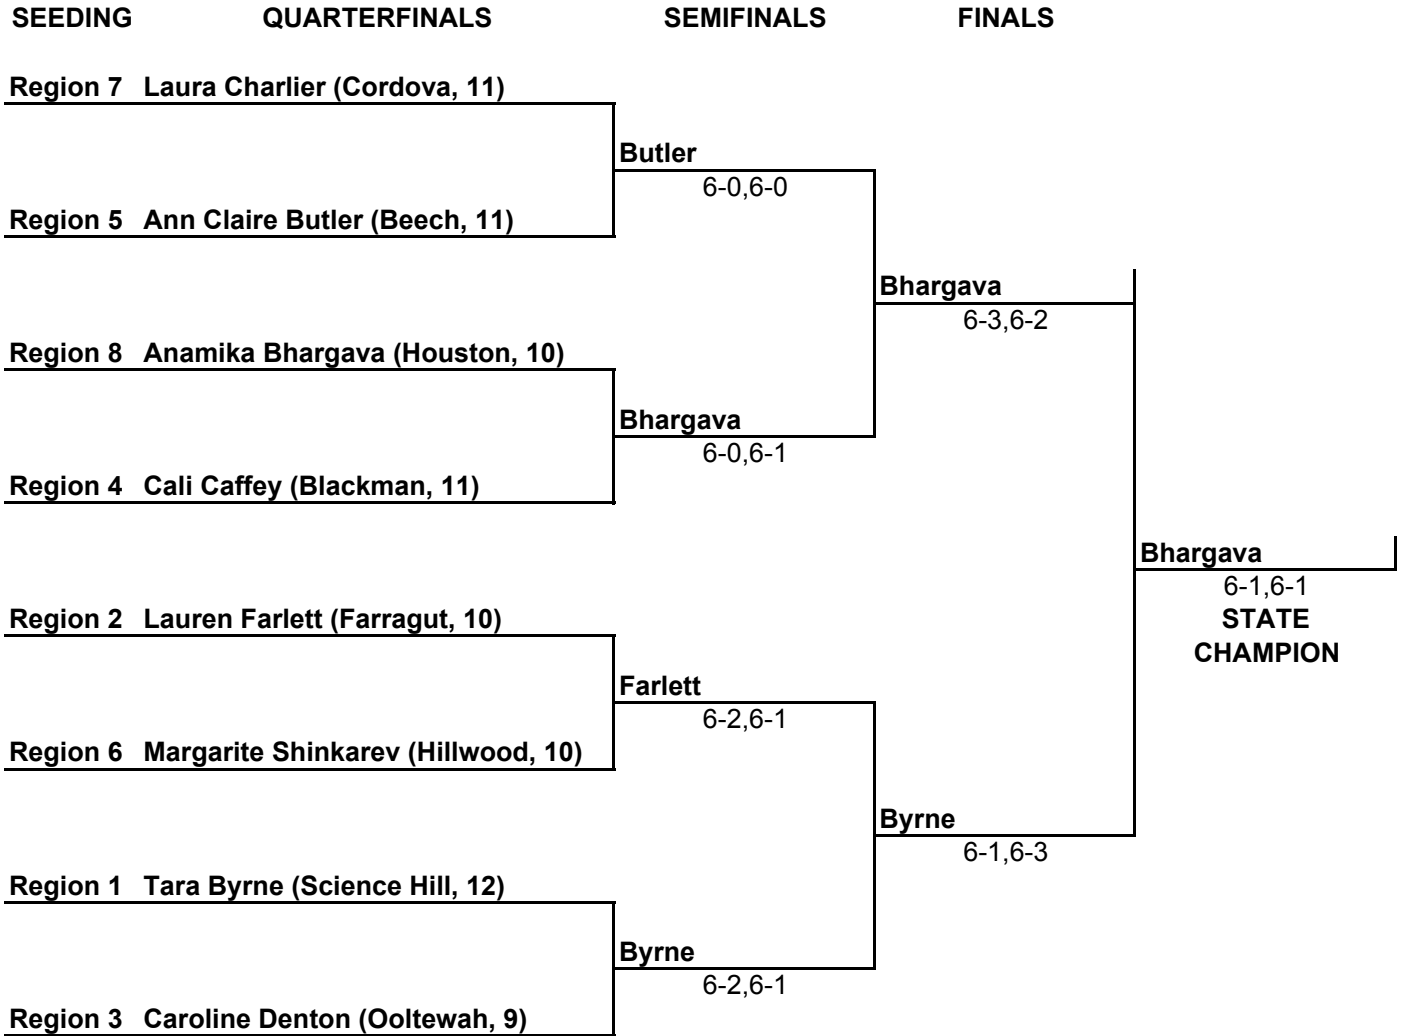 SEEDING QUARTERFINALS SEMIFINALS FINALS
Region 7 Laura Charlier (Cordova, 11)
Butler
6-0,6-0
Region 5 Ann Claire Butler (Beech, 11)
Bhargava
6-3,6-2
Region 8 Anamika Bhargava (Houston, 10)
Bhargava
6-0,6-1
Region 4 Cali Caffey (Blackman, 11)
Bhargava
6-1,6-1
STATE
CHAMPION
Region 2 Lauren Farlett (Farragut, 10)
Farlett
6-2,6-1
Region 6 Margarite Shinkarev (Hillwood, 10)
Byrne
6-1,6-3
Region 1 Tara Byrne (Science Hill, 12)
Byrne
6-2,6-1
Region 3 Caroline Denton (Ooltewah, 9)